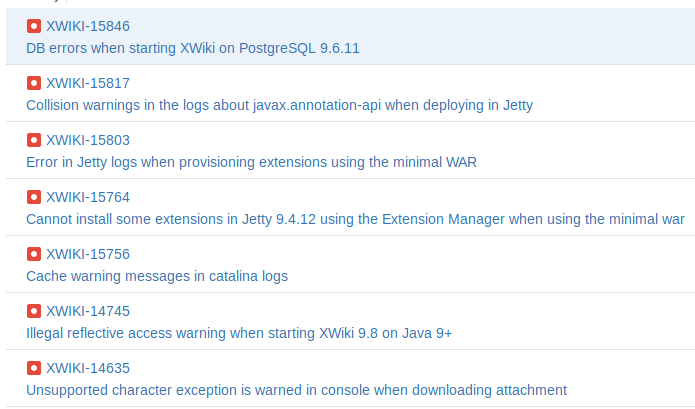 XWIKI-15846
DB errors when starting XWiki on PostgreSQL 9.6.11
XWIKI-15817
Collision warnings in the logs about javax.annotation-api when deploying in Jetty
XWIKI-15803
Error in Jetty logs when provisioning extensions using the minimal WAR
XWIKI-15764
Cannot install some extensions in Jetty 9.4.12 using the Extension Manager when using the minimal war
XWIKI-15756
Cache warning messages in catalina logs
XWIKI-14745
Illegal reflective access warning when starting XWiki 9.8 on Java 9+
XWIKI-14635
Unsupported character exception is warned in console when downloading attachment